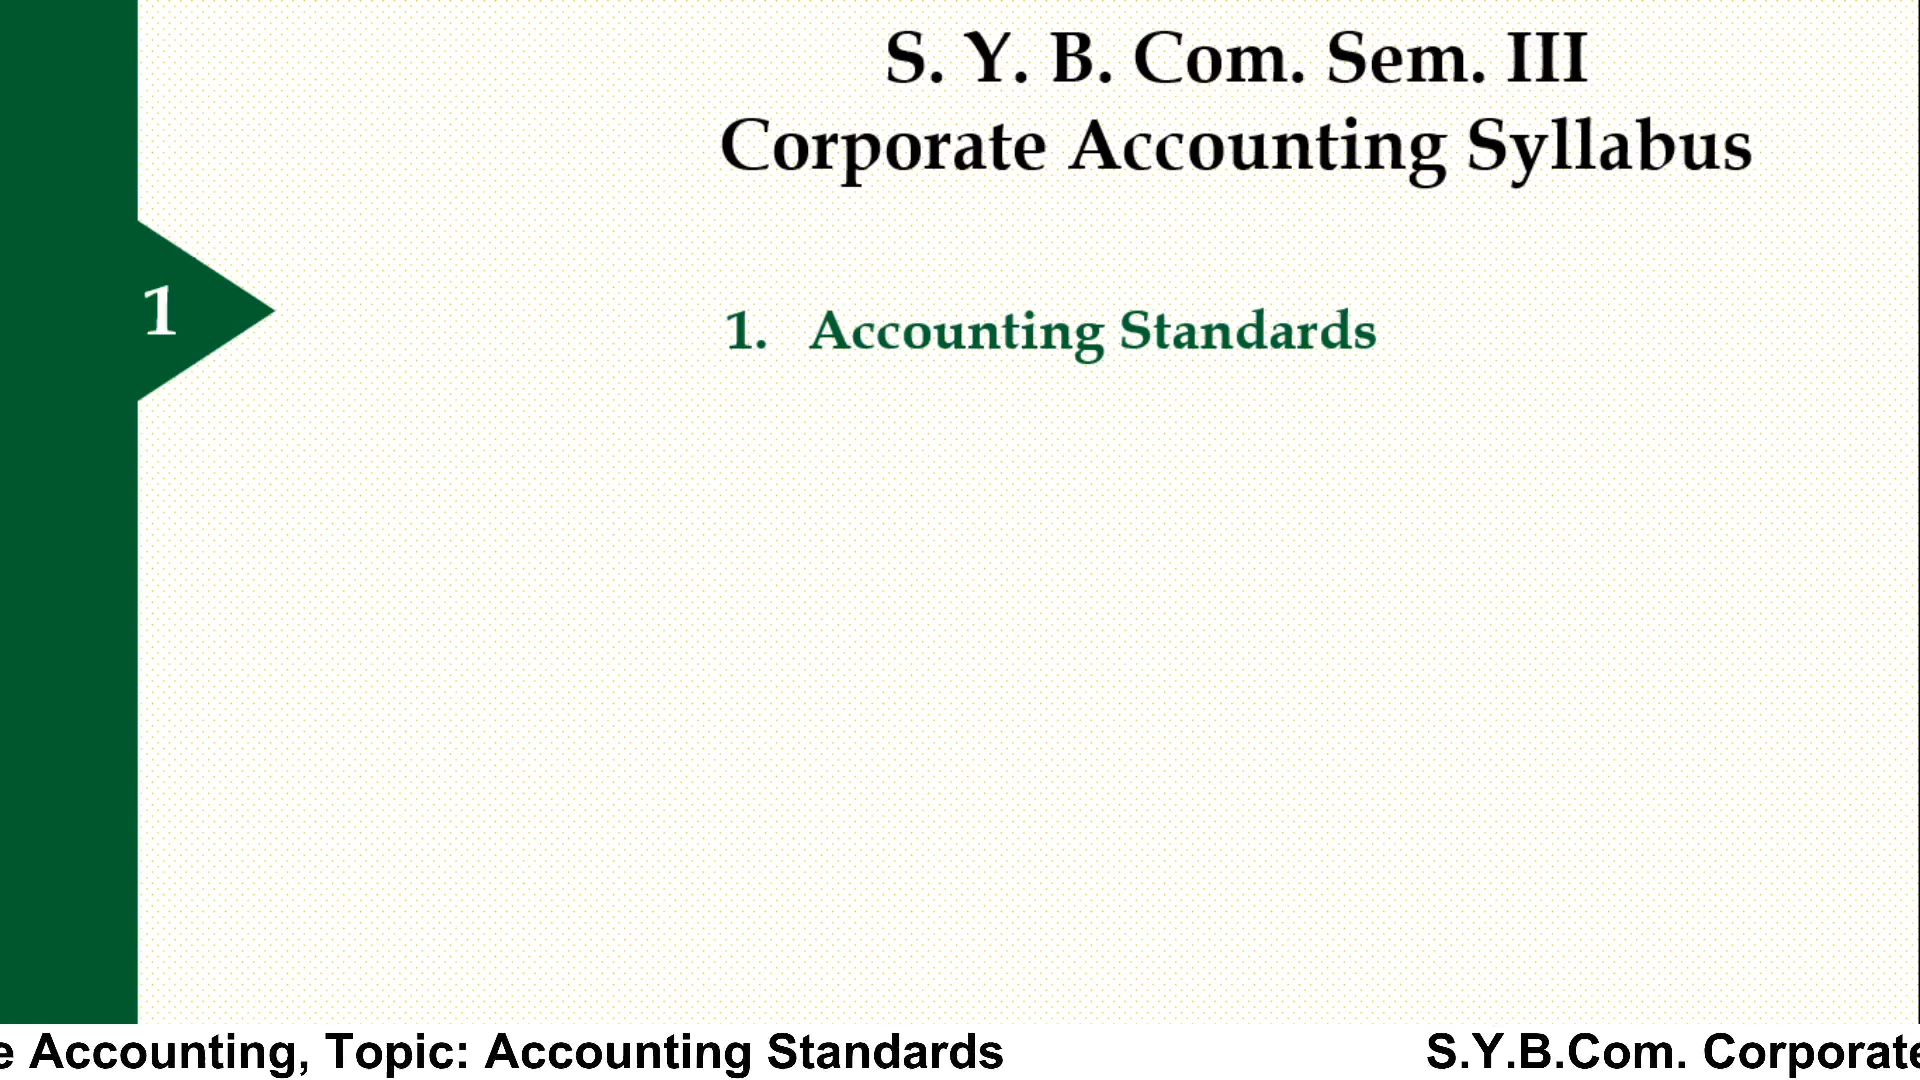 S. Y. B. Com. Sem. III
Corporate Accounting Syllabus
1
1. Accounting Standards
e Accounting, Topic: Accounting Standards
S.Y.B.Com. Corporate